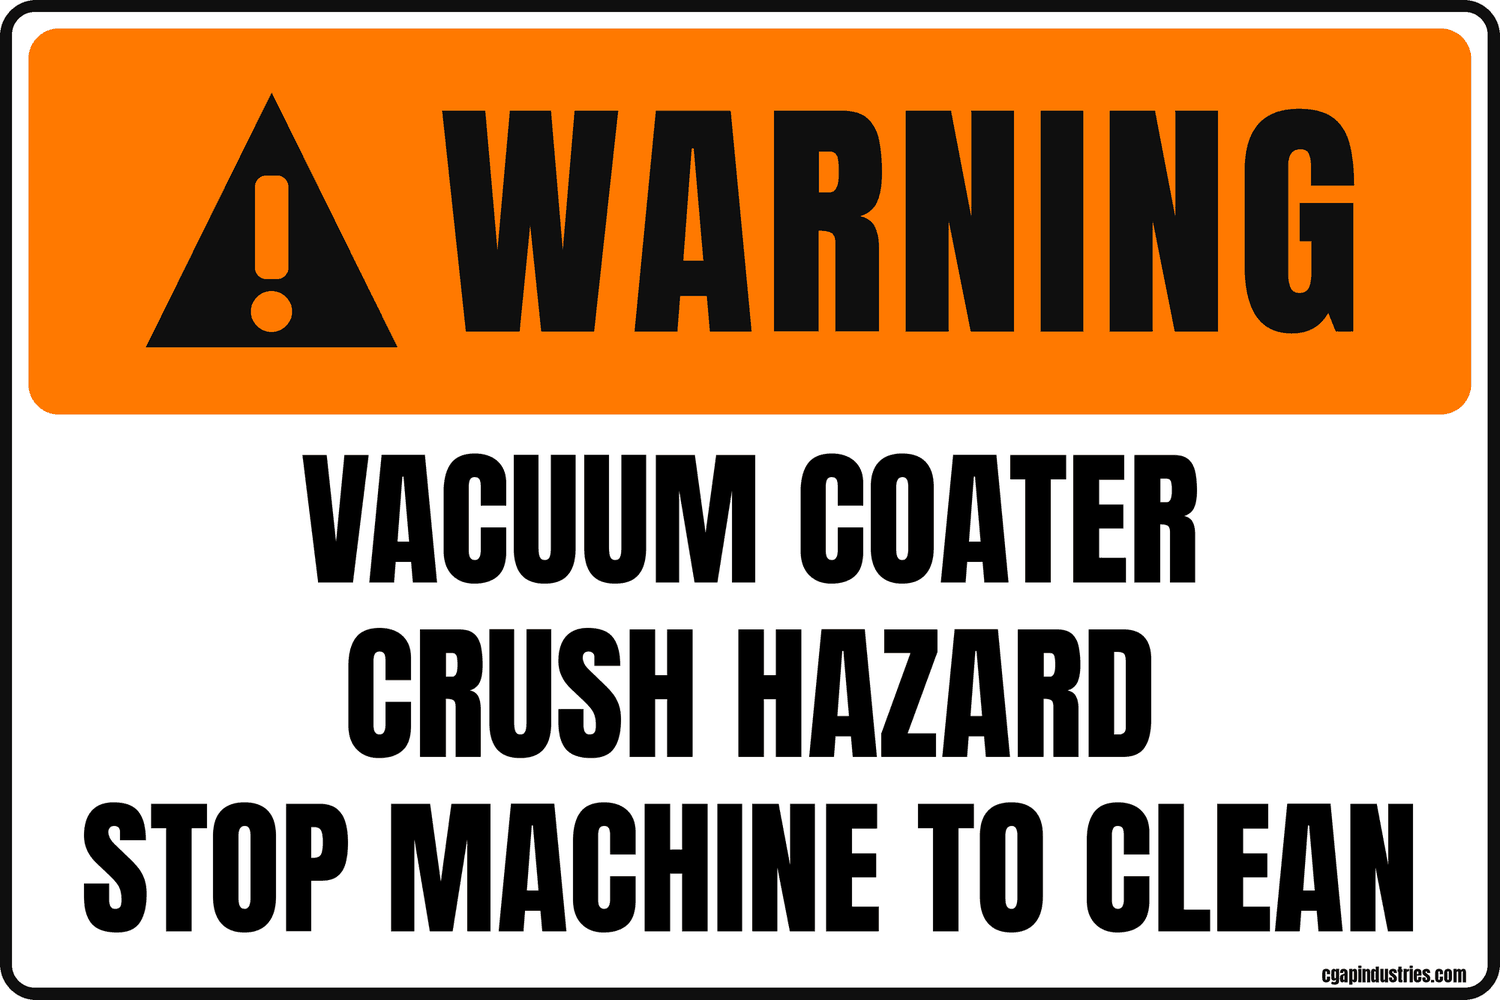 WARNING
VACUUM COATER
CRUSH HAZARD
STOP MACHINE TO CLEAN
cgapindustries.com